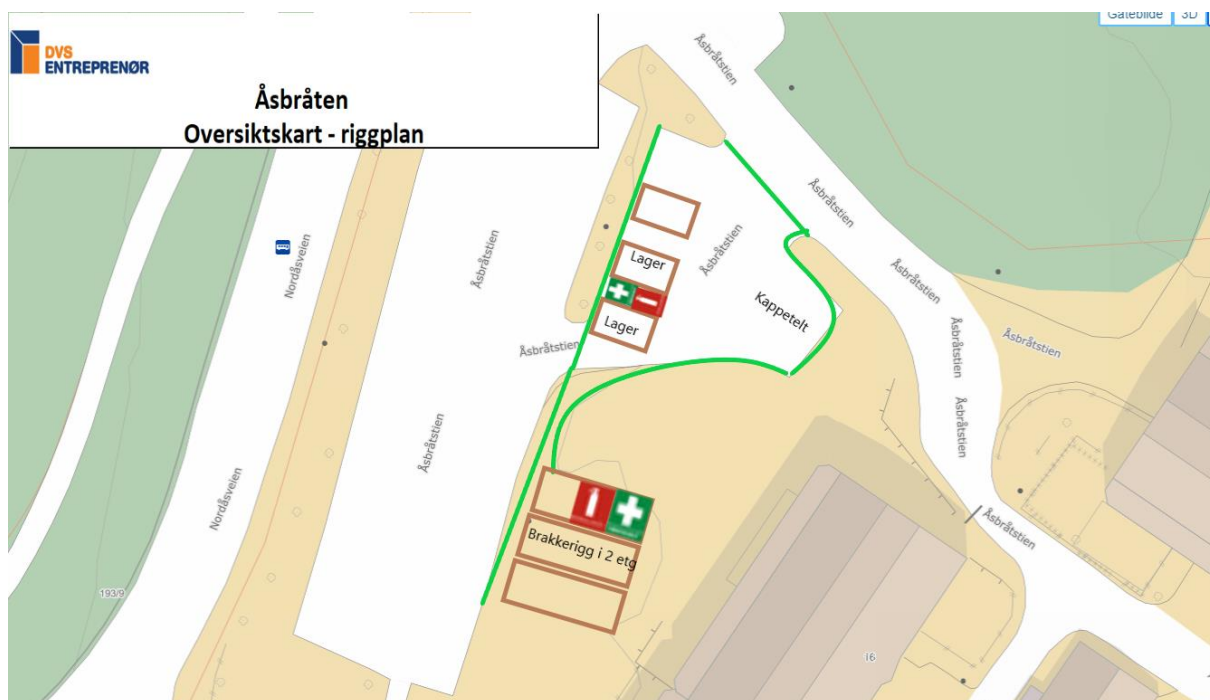 DVS
ENTREPRENØR
Åsbråten
Oversiktskart - riggplan
Gatebilde
3D
Åsbråtstien
Åsbråtstien
Åsbråtstien
Åsbråtstien
Åsbråtstien
Nordåsveien
Lager
Kappetelt
Lager
Åsbråtstien
Åsbråtstien
Åsbråtstien
Åsbråtstien
Åsbråtstien
Nordåsveien
Åsbråtstien
Brakkerigg i 2 etg
193/9
16